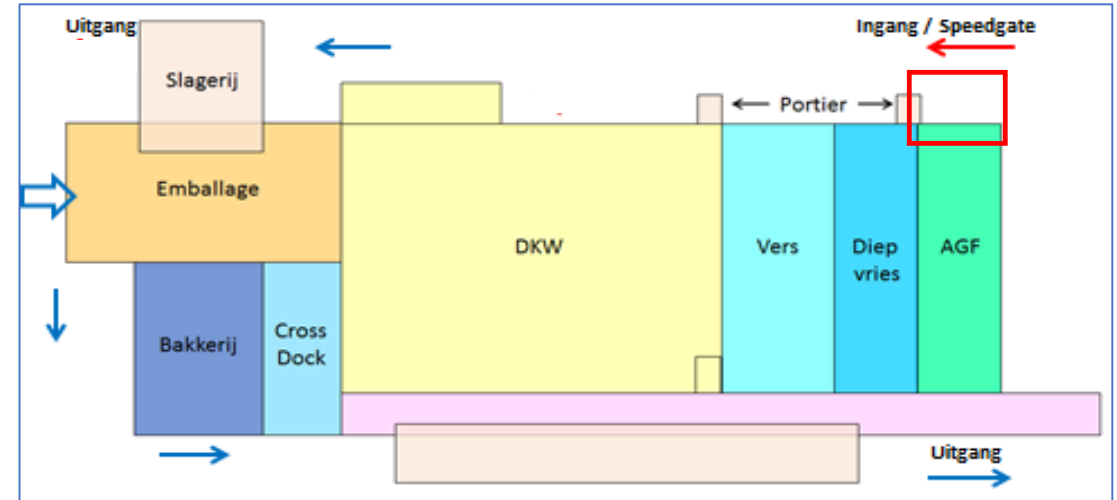 Uitgang
Ingang / Speedgate
Slagerij
Portier
Emballage
DKW
Vers
Diep
vries
AGF
Bakkerij
Cross
Dock
Uitgang